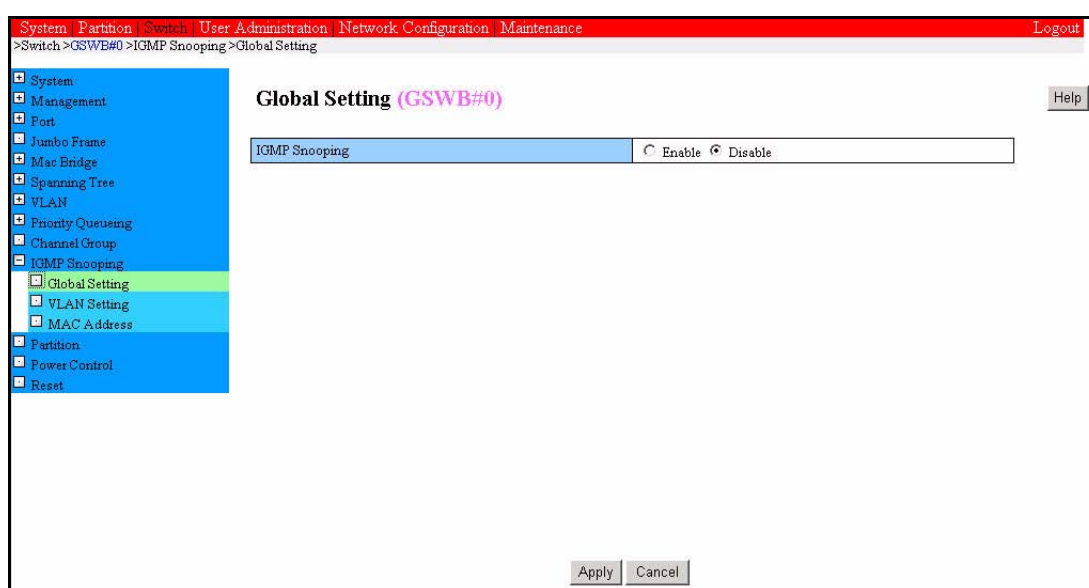 System | Partition | Switch | User Administration | Network Configuration | Maintenance Logout
>Switch >GSWB#0 >IGMP Snooping >Global Setting
System
Management
Port
Jumbo Frame
Mac Bridge
Spanning Tree
VLAN
Priority Queueing
Channel Group
IGMP Snooping
Global Setting
VLAN Setting
MAC Address
Partition
Power Control
Reset
Global Setting (GSWB#0)
Help
IGMP Snooping Enable Disable
Apply Cancel